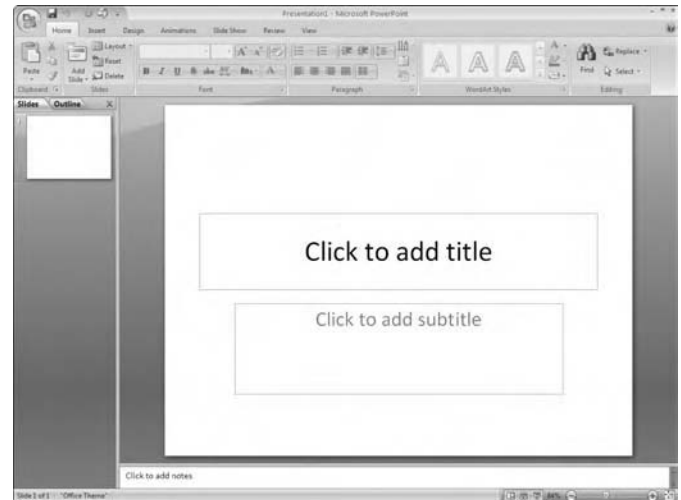 Presentation1 - Microsoft PowerPoint
Home Insert Design Animations Slide Show Review View
Paste
Add
Slide
Layout
Reset
Delete
Find
Replace
Select
Clipboard Slides Font Paragraph WordArt Styles Editing
Slides Outline X
Click to add title
Click to add subtitle
Click to add notes
Slide 1 of 1 "Office Theme"